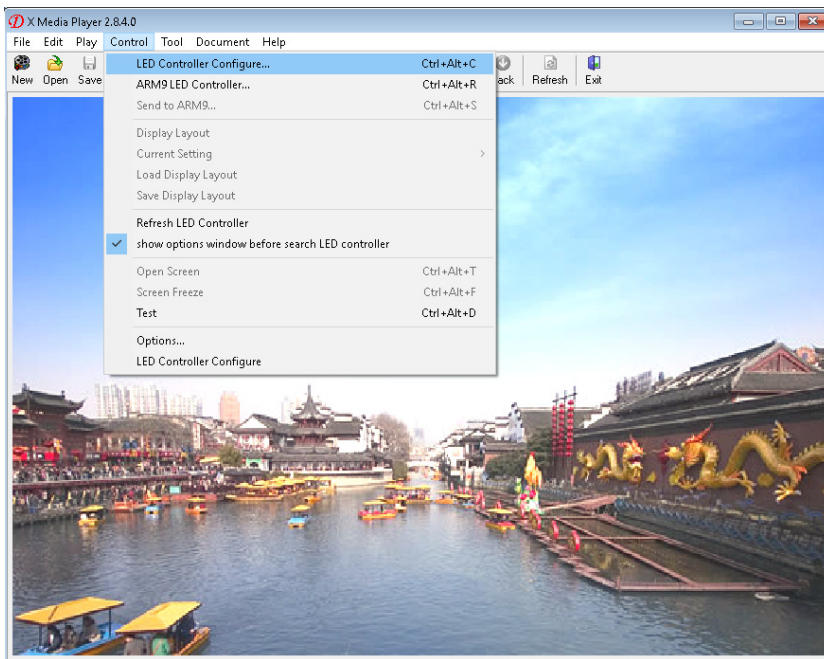 X Media Player 2.8.4.0
File Edit Play Control Tool Document Help
New Open Save ack Refresh Exit
LED Controller Configure... Ctrl+Alt+C
ARM9 LED Controller... Ctrl+Alt+R
Send to ARM9... Ctrl+Alt+S
Display Layout
Current Setting
Load Display Layout
Save Display Layout
Refresh LED Controller
show options window before search LED controller
Open Screen Ctrl+Alt+T
Screen Freeze Ctrl+Alt+F
Test Ctrl+Alt+D
Options...
LED Controller Configure